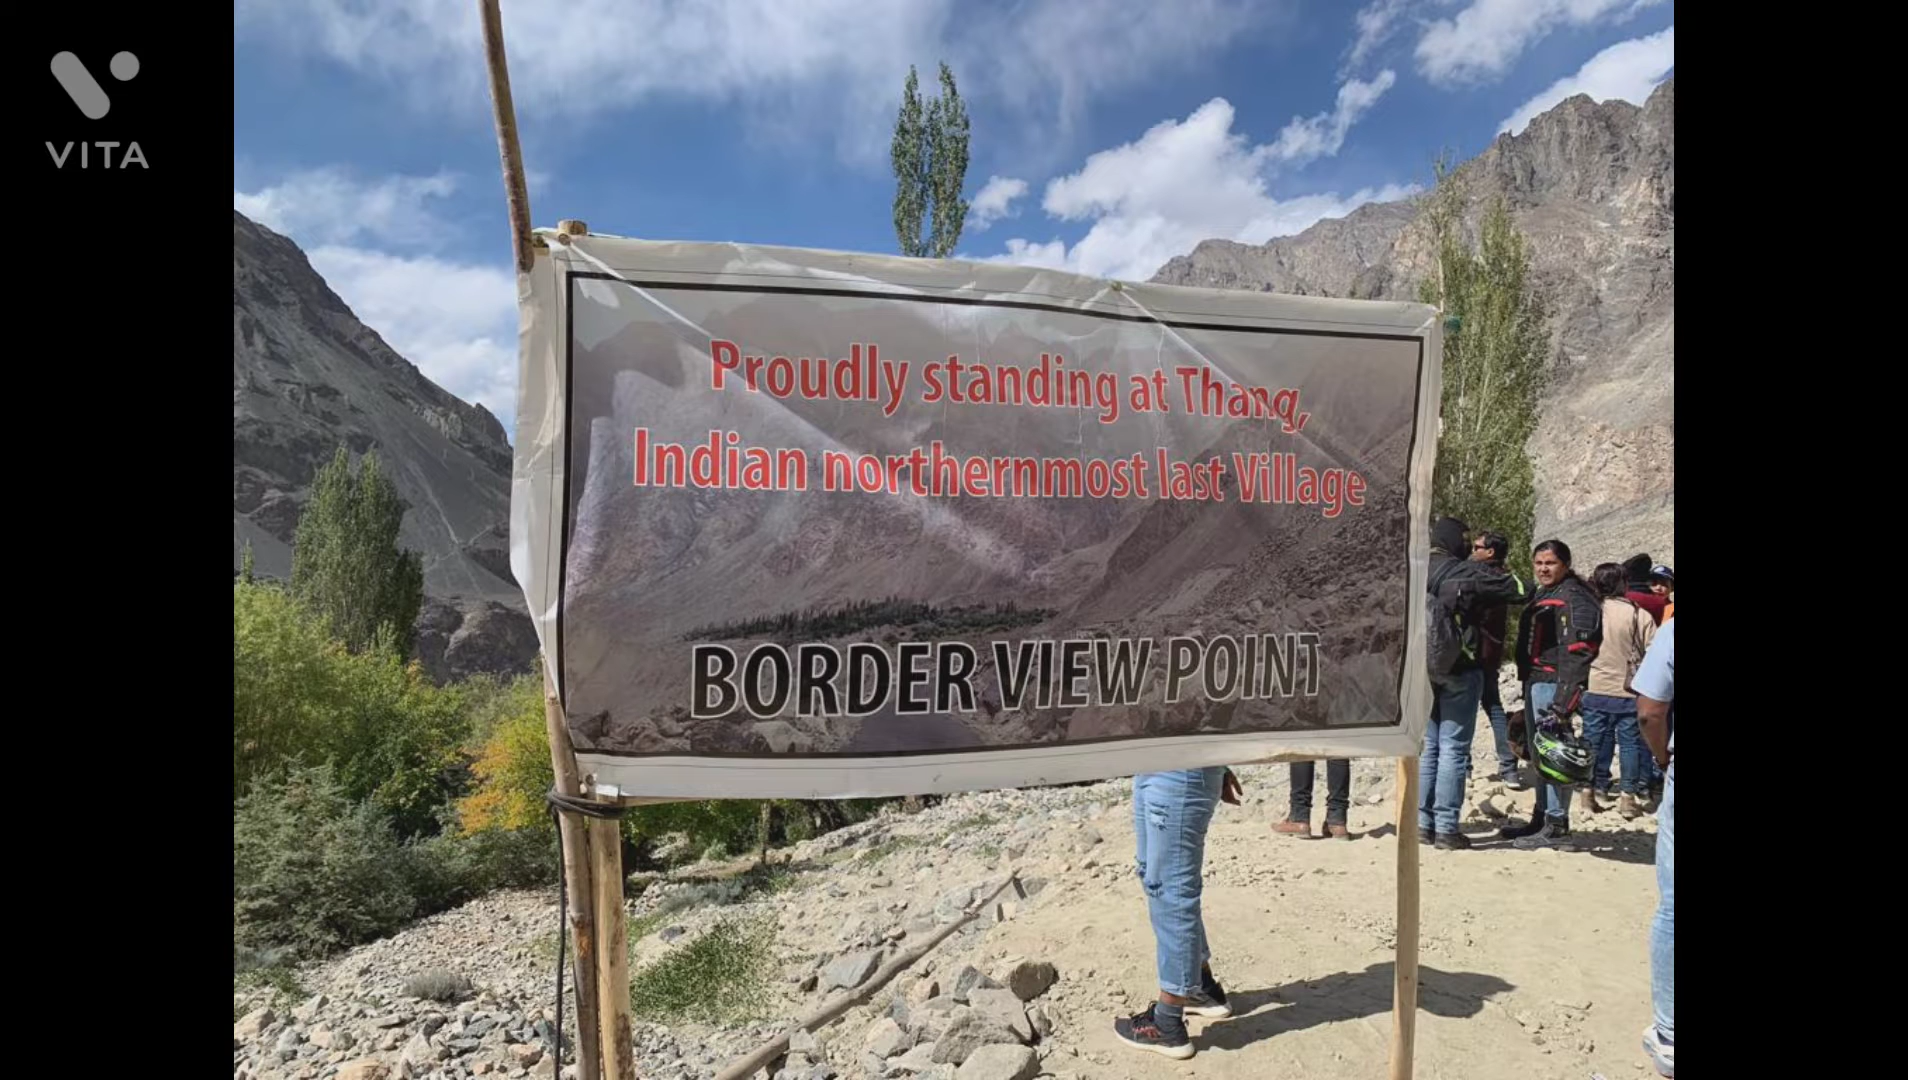 VITA
Proudly standing at Thang,
Indian northernmost last Village
BORDER VIEW POINT